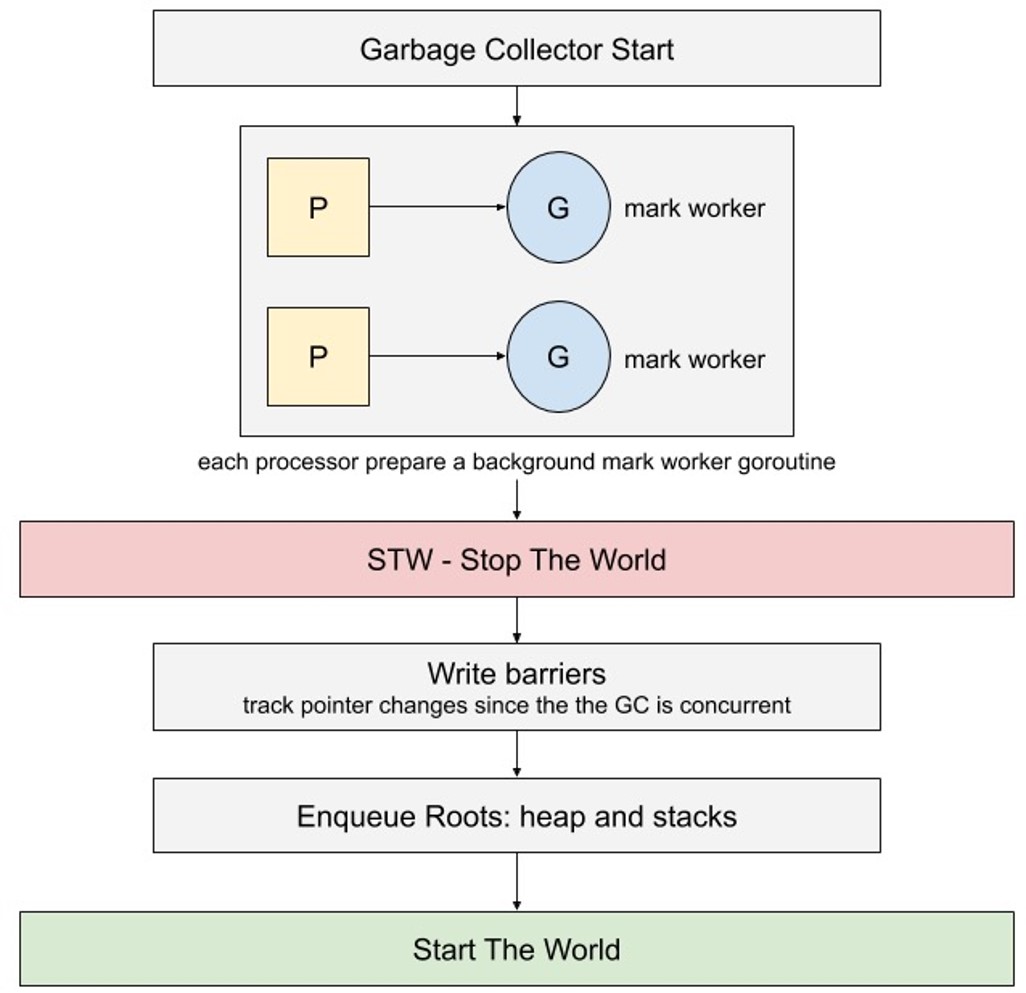 Garbage Collector Start
P
G
mark worker
P
G
mark worker
each processor prepare a background mark worker goroutine
STW - Stop The World
Write barriers
track pointer changes since the the GC is concurrent
Enqueue Roots: heap and stacks
Start The World